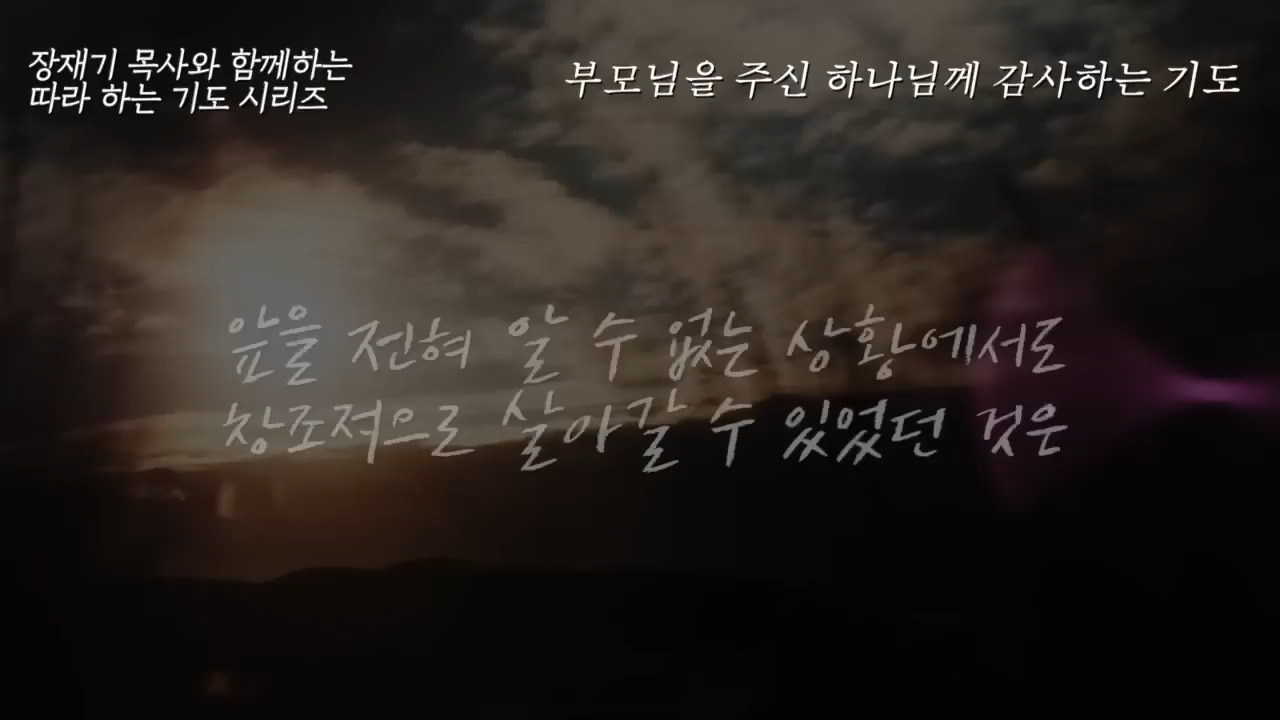 장재기 목사와 함께하는
따라 하는 기도 시리즈
부모님을 주신 하나님께 감사하는 기도
앞을 전혀 알 수 없는 상황에서도
창조적으로 살아갈 수 있었던 것은